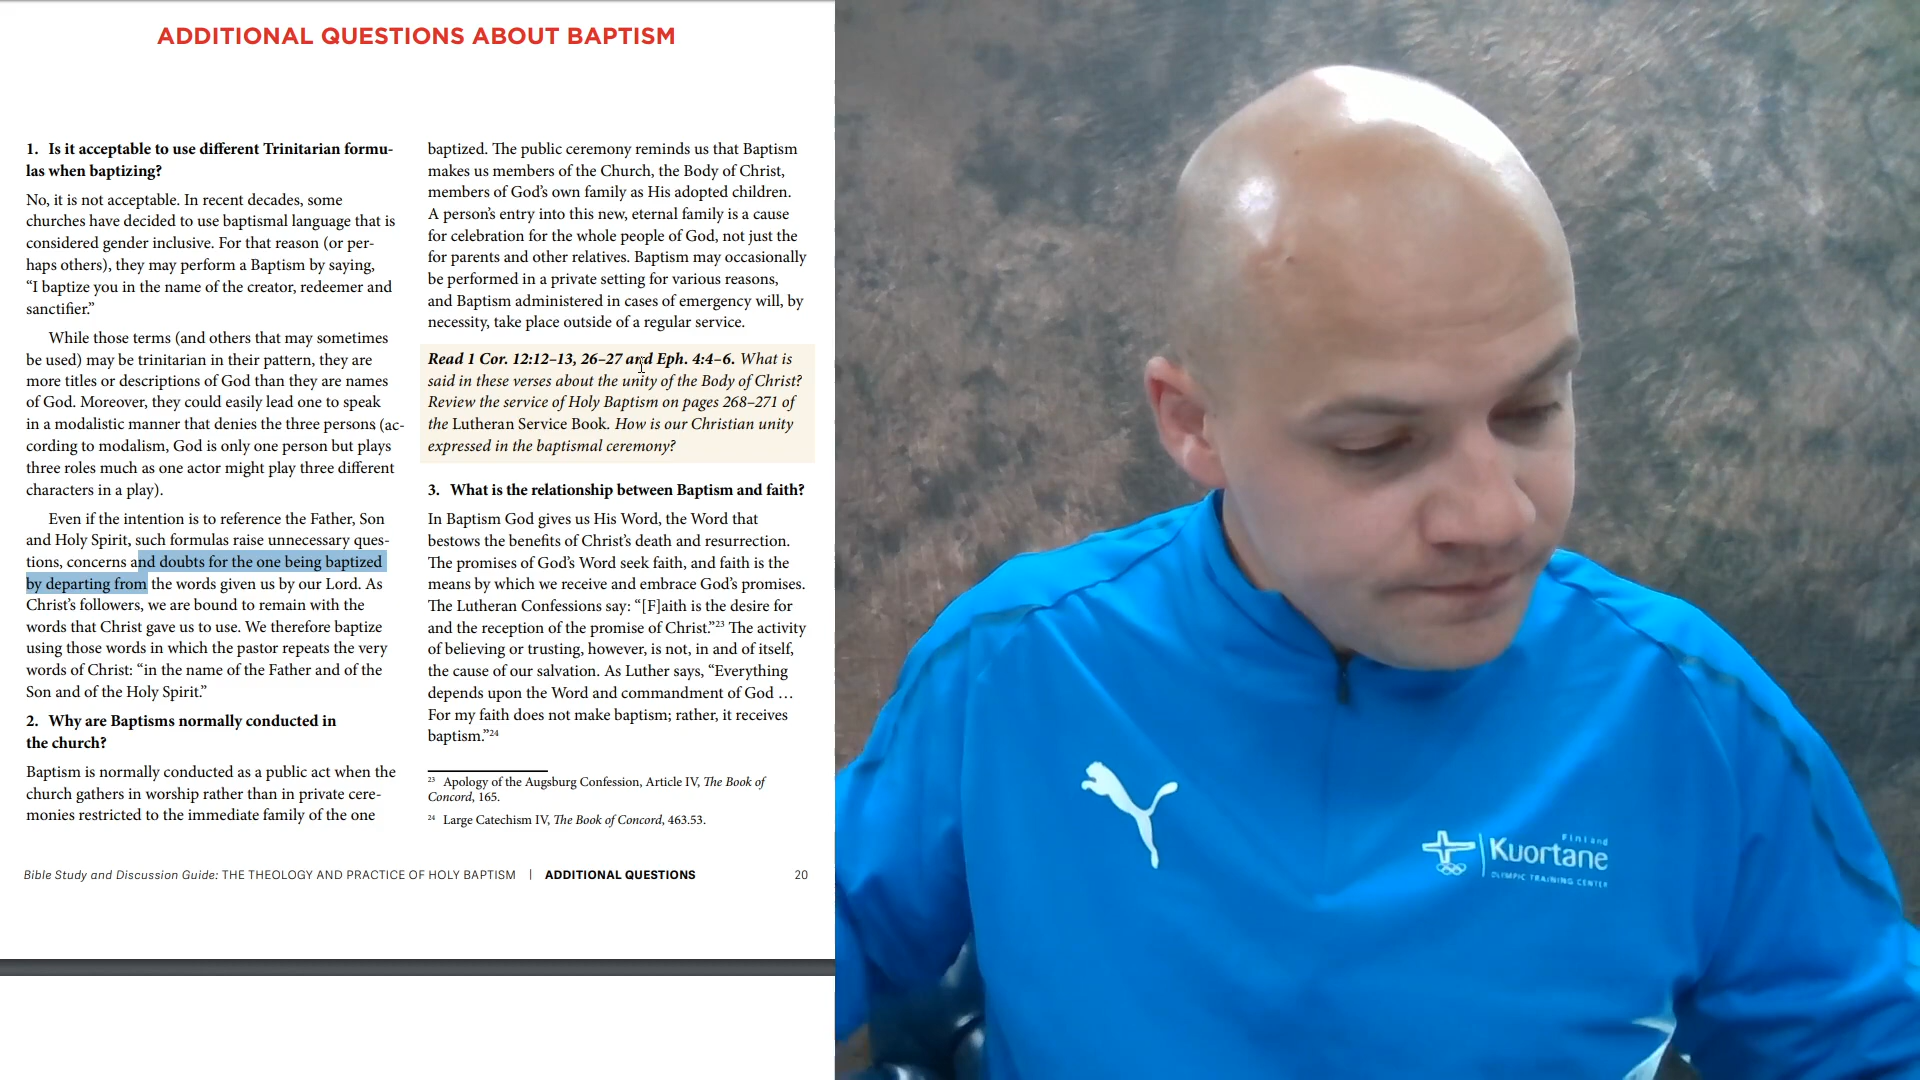 ADDITIONAL QUESTIONS ABOUT BAPTISM
1. Is it acceptable to use different Trinitarian formu-
las when baptizing?
No, it is not acceptable. In recent decades, some
churches have decided to use baptismal language that is
considered gender inclusive. For that reason (or per-
haps others), they may perform a Baptism by saying,
“I baptize you in the name of the creator, redeemer and
sanctifier.”
While those terms (and others that may sometimes
be used) may be trinitarian in their pattern, they are
more titles or descriptions of God than they are names
of God. Moreover, they could easily lead one to speak
in a modalistic manner that denies the three persons (ac-
cording to modalism, God is only one person but plays
three roles much as one actor might play three different
characters in a play).
Even if the intention is to reference the Father, Son
and Holy Spirit, such formulas raise unnecessary ques-
tions, concerns and doubts for the one being baptized
by departing from the words given us by our Lord. As
Christ’s followers, we are bound to remain with the
words that Christ gave us to use. We therefore baptize
using those words in which the pastor repeats the very
words of Christ: “in the name of the Father and of the
Son and of the Holy Spirit.”
2. Why are Baptisms normally conducted in
the church?
Baptism is normally conducted as a public act when the
church gathers in worship rather than in private cere-
monies restricted to the immediate family of the one
baptized. The public ceremony reminds us that Baptism
makes us members of the Church, the Body of Christ,
members of God’s own family as His adopted children.
A person’s entry into this new, eternal family is a cause
for celebration for the whole people of God, not just the
for parents and other relatives. Baptism may occasionally
be performed in a private setting for various reasons,
and Baptism administered in cases of emergency will, by
necessity, take place outside of a regular service.
Read 1 Cor. 12:12–13, 26–27 and Eph. 4:4–6. What is
said in these verses about the unity of the Body of Christ?
Review the service of Holy Baptism on pages 268–271 of
the Lutheran Service Book. How is our Christian unity
expressed in the baptismal ceremony?
3. What is the relationship between Baptism and faith?
In Baptism God gives us His Word, the Word that
bestows the benefits of Christ’s death and resurrection.
The promises of God’s Word seek faith, and faith is the
means by which we receive and embrace God’s promises.
The Lutheran Confessions say: “[F]aith is the desire for
and the reception of the promise of Christ.”23 The activity
of believing or trusting, however, is not, in and of itself,
the cause of our salvation. As Luther says, “Everything
depends upon the Word and commandment of God …
For my faith does not make baptism; rather, it receives
baptism.”24
23 Apology of the Augsburg Confession, Article IV, The Book of
Concord, 165.
24 Large Catechism IV, The Book of Concord, 463.53.
Bible Study and Discussion Guide: THE THEOLOGY AND PRACTICE OF HOLY BAPTISM | ADDITIONAL QUESTIONS 20
Finland
Kuortane
OLYMPIC TRAINING CENTER